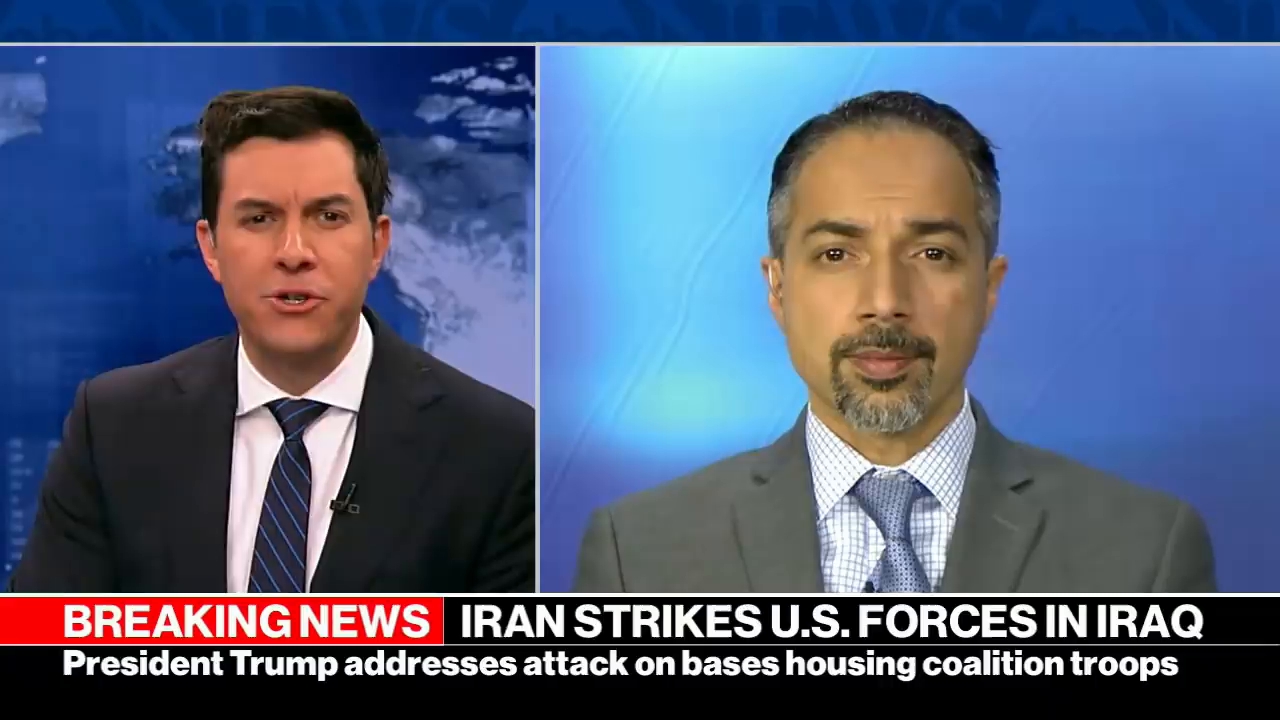 BREAKING NEWS IRAN STRIKES U.S. FORCES IN IRAQ
President Trump addresses attack on bases housing coalition troops